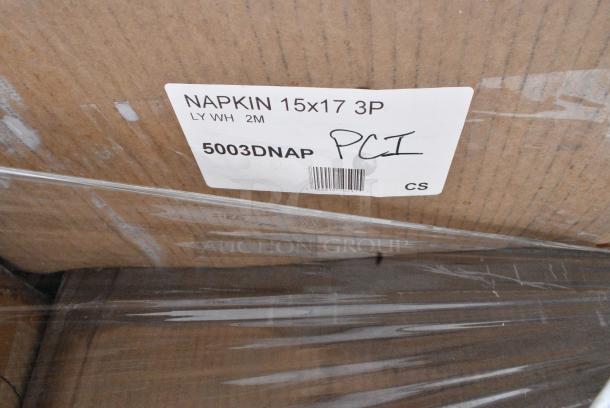 NAPKIN 15x17 3P
LY WH 2M
5003DNAP PCI
CS
PCI
AUCTION GROUP